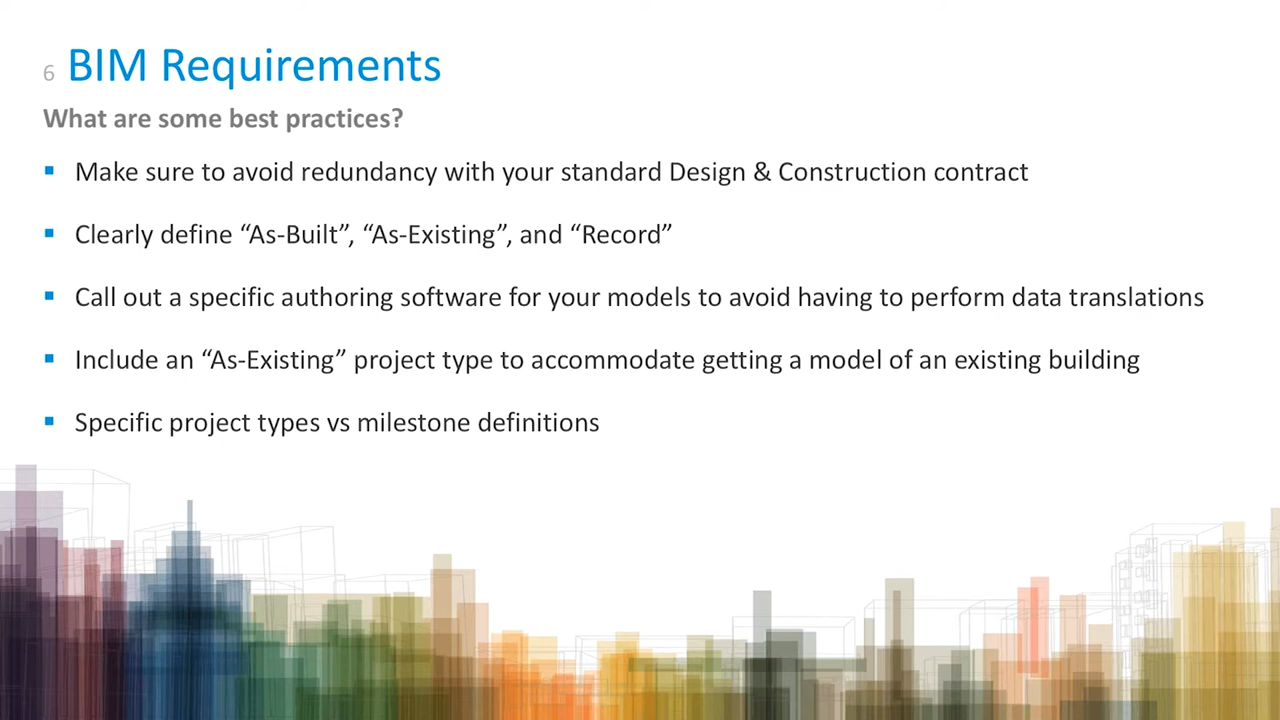 6 BIM Requirements
What are some best practices?
▪ Make sure to avoid redundancy with your standard Design & Construction contract
▪ Clearly define “As-Built”, “As-Existing”, and “Record”
▪ Call out a specific authoring software for your models to avoid having to perform data translations
▪ Include an “As-Existing” project type to accommodate getting a model of an existing building
▪ Specific project types vs milestone definitions